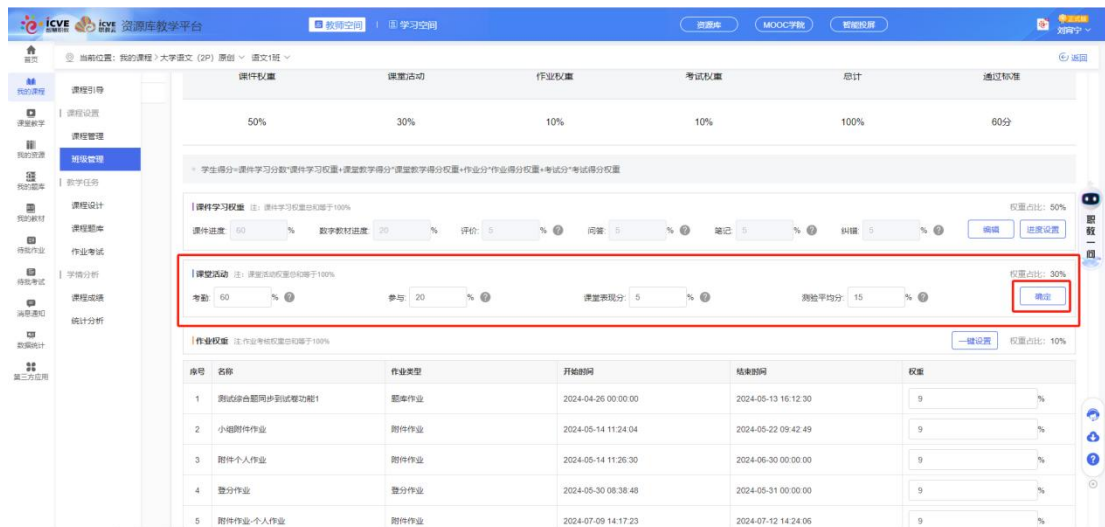 icve 智慧职教 icve 智慧云 资源库教学平台 教师空间 学习空间 资源库 MOOC学院 智能投屏 正式版 刘宛宁
首页 当前位置：我的课程 > 大学语文（2P）原创 语文1班 返回
我的课程
课堂教学
我的资源
我的题库
我的教材
待批作业
待批考试
消息通知
数据统计
第三方应用
课程引导
课程设置
课程管理
班级管理
教学任务
课程设计
课程题库
作业考试
学情分析
课程成绩
统计分析
课件权重 课堂活动 作业权重 考试权重 总计 通过标准
50% 30% 10% 10% 100% 60分
学生得分=课件学习分数*课件学习权重+课堂教学得分*课堂教学得分权重+作业分*作业得分权重+考试分*考试得分权重
课件学习权重 注：课件学习权重总和等于100% 权重占比：50%
课件进度: 60 % 数字教材进度: 20 % 评价: 5 % 问答: 5 % 笔记: 5 % 纠错: 5 % 编辑 进度设置
课堂活动 注：课堂活动权重总和等于100% 权重占比：30%
考勤: 60 % 参与: 20 % 课堂表现分: 5 % 测验平均分: 15 % 确定
作业权重 注:作业考核权重总和等于100% 一键设置 权重占比：10%
序号 名称 作业类型 开始时间 结束时间 权重
1 测试综合题同步到试卷功能1 题库作业 2024-04-26 00:00:00 2024-05-13 16:12:30 9 %
2 小组附件作业 附件作业 2024-05-14 11:24:04 2024-05-22 09:42:49 9 %
3 附件个人作业 附件作业 2024-05-14 11:26:30 2024-06-30 00:00:00 9 %
4 登分作业 登分作业 2024-05-30 08:38:48 2024-05-31 00:00:00 9 %
5 附件作业-个人作业 附件作业 2024-07-09 14:17:23 2024-07-12 14:24:06 9 %
职教一问